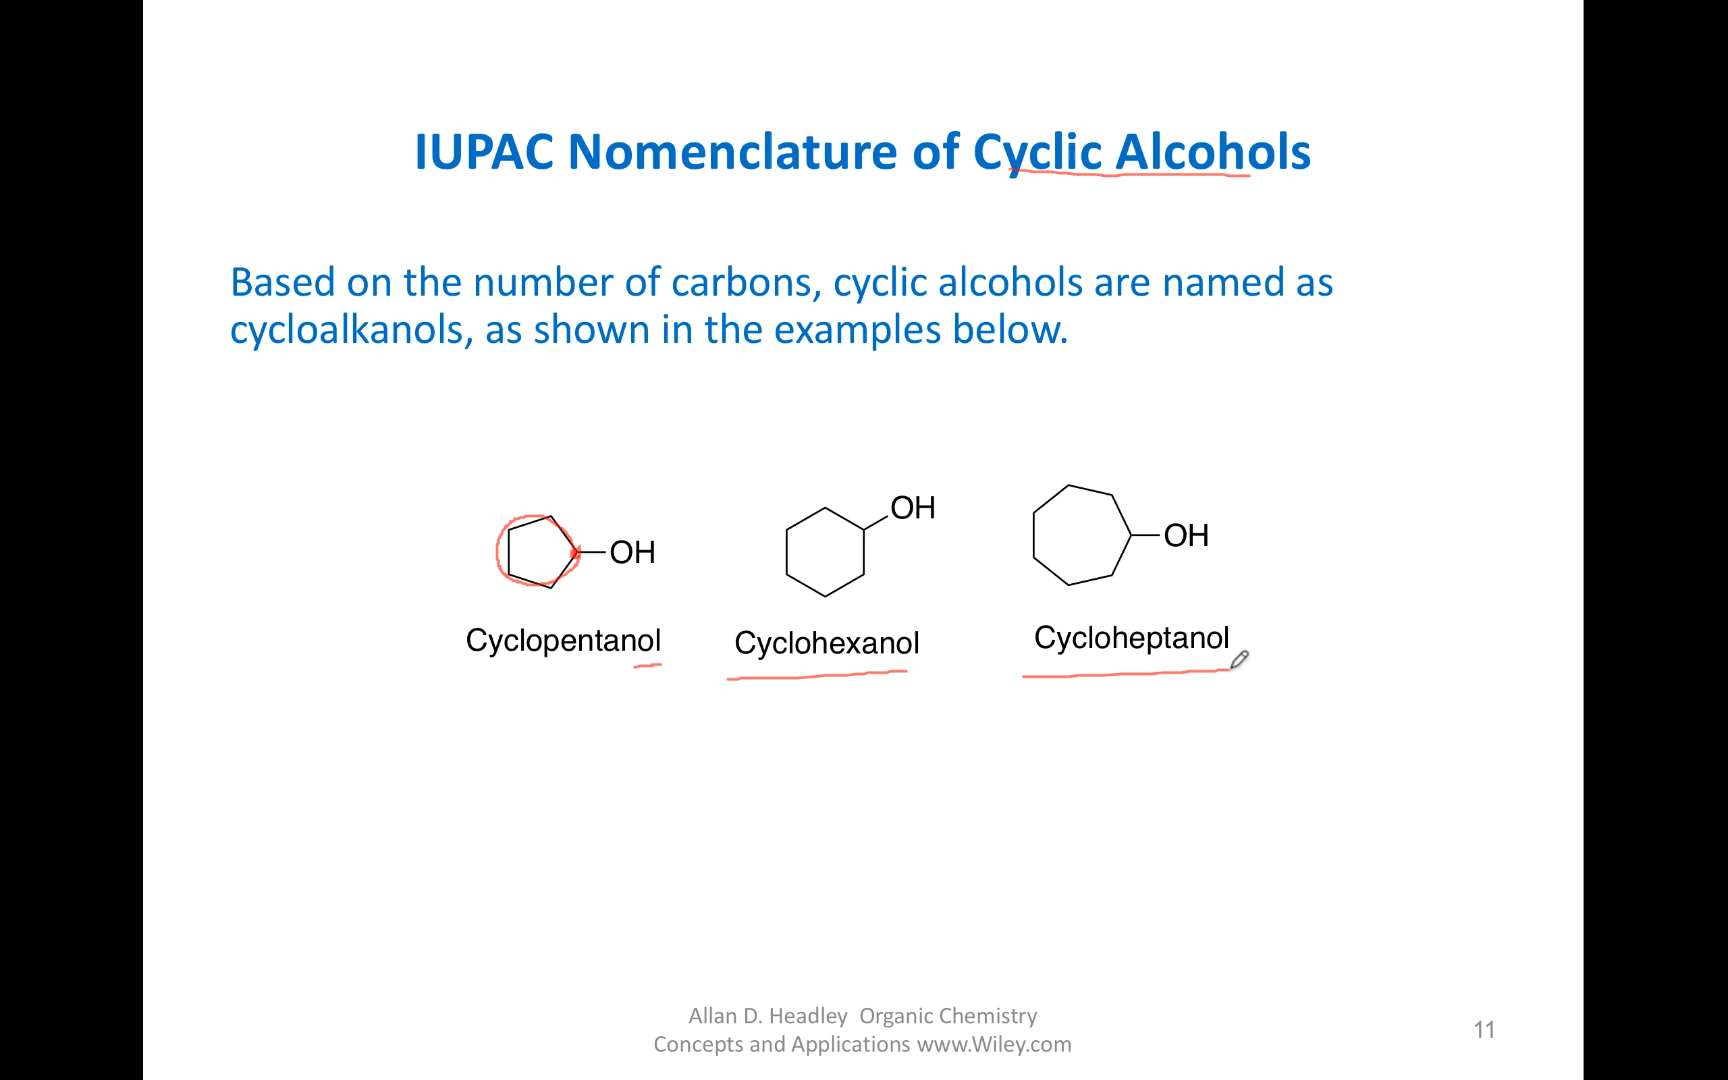 IUPAC Nomenclature of Cyclic Alcohols
Based on the number of carbons, cyclic alcohols are named as
cycloalkanols, as shown in the examples below.
OH
OH
OH
Cyclopentanol
Cyclohexanol
Cycloheptanol
Allan D. Headley Organic Chemistry
Concepts and Applications www.Wiley.com
11